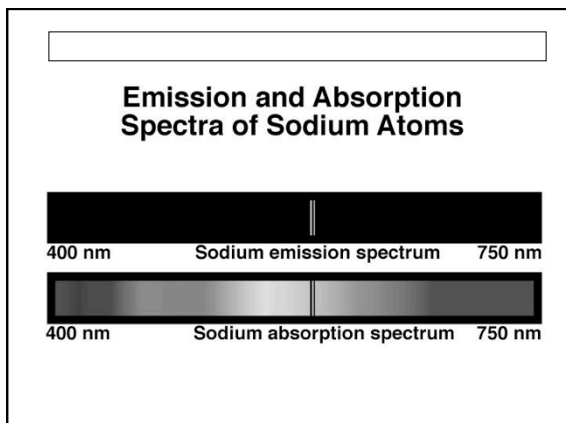 Emission and Absorption
Spectra of Sodium Atoms
400 nm Sodium emission spectrum 750 nm
400 nm Sodium absorption spectrum 750 nm